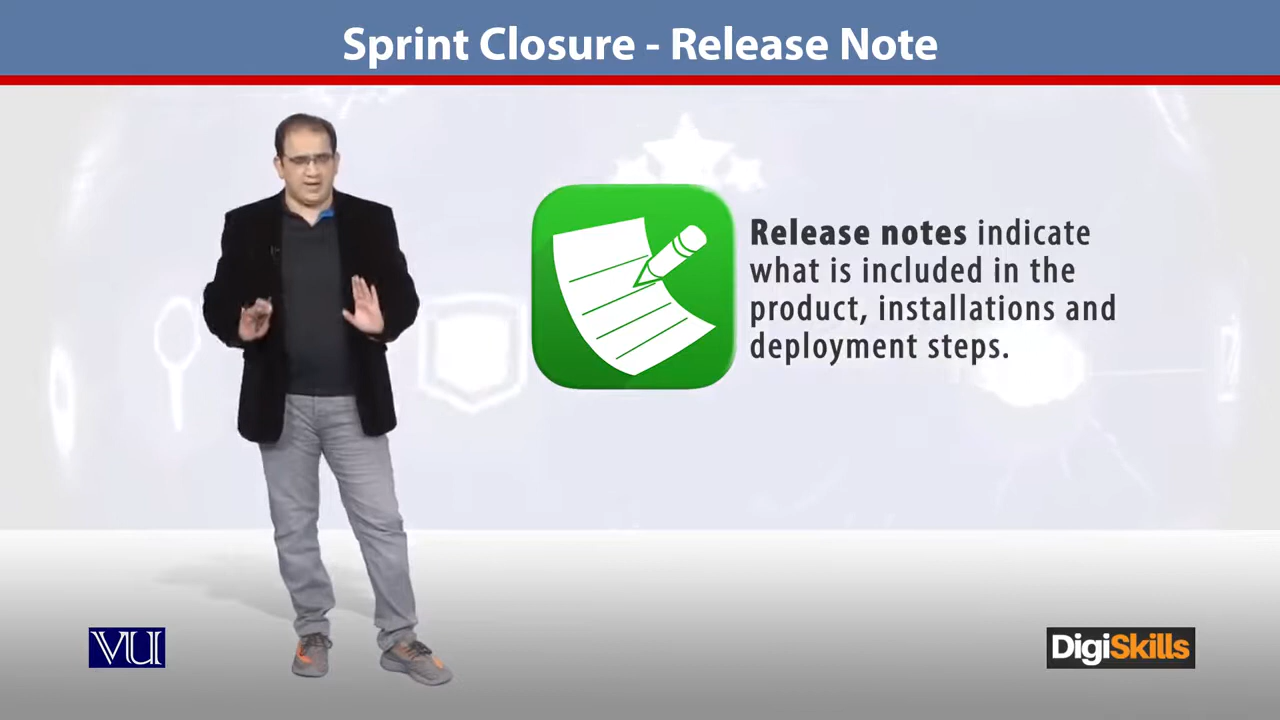 Sprint Closure - Release Note
Release notes indicate
what is included in the
product, installations and
deployment steps.
VU
DigiSkills